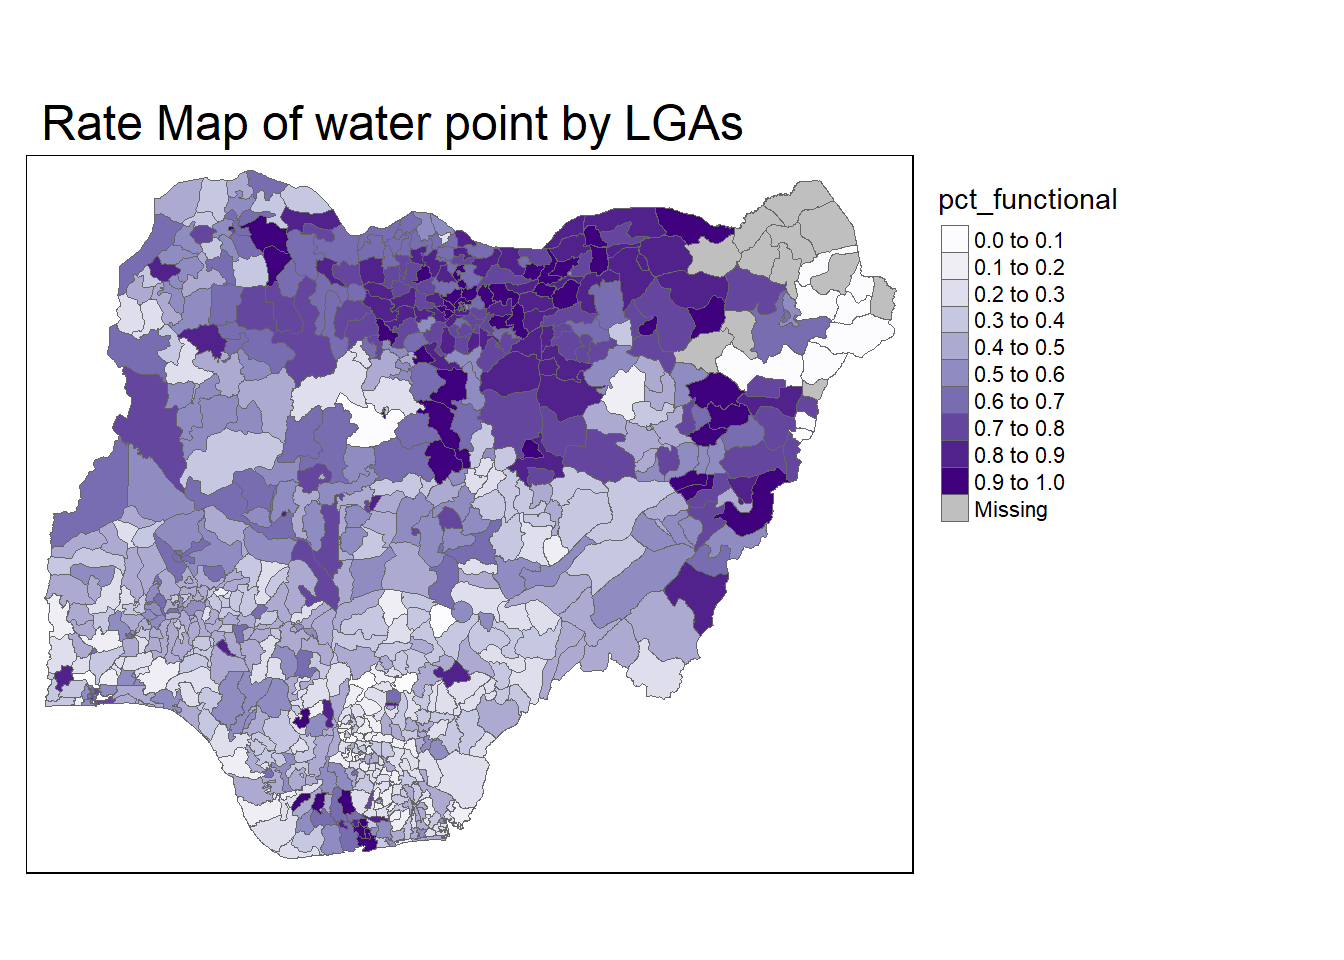 Rate Map of water point by LGAs
pct_functional
0.0 to 0.1
0.1 to 0.2
0.2 to 0.3
0.3 to 0.4
0.4 to 0.5
0.5 to 0.6
0.6 to 0.7
0.7 to 0.8
0.8 to 0.9
0.9 to 1.0
Missing